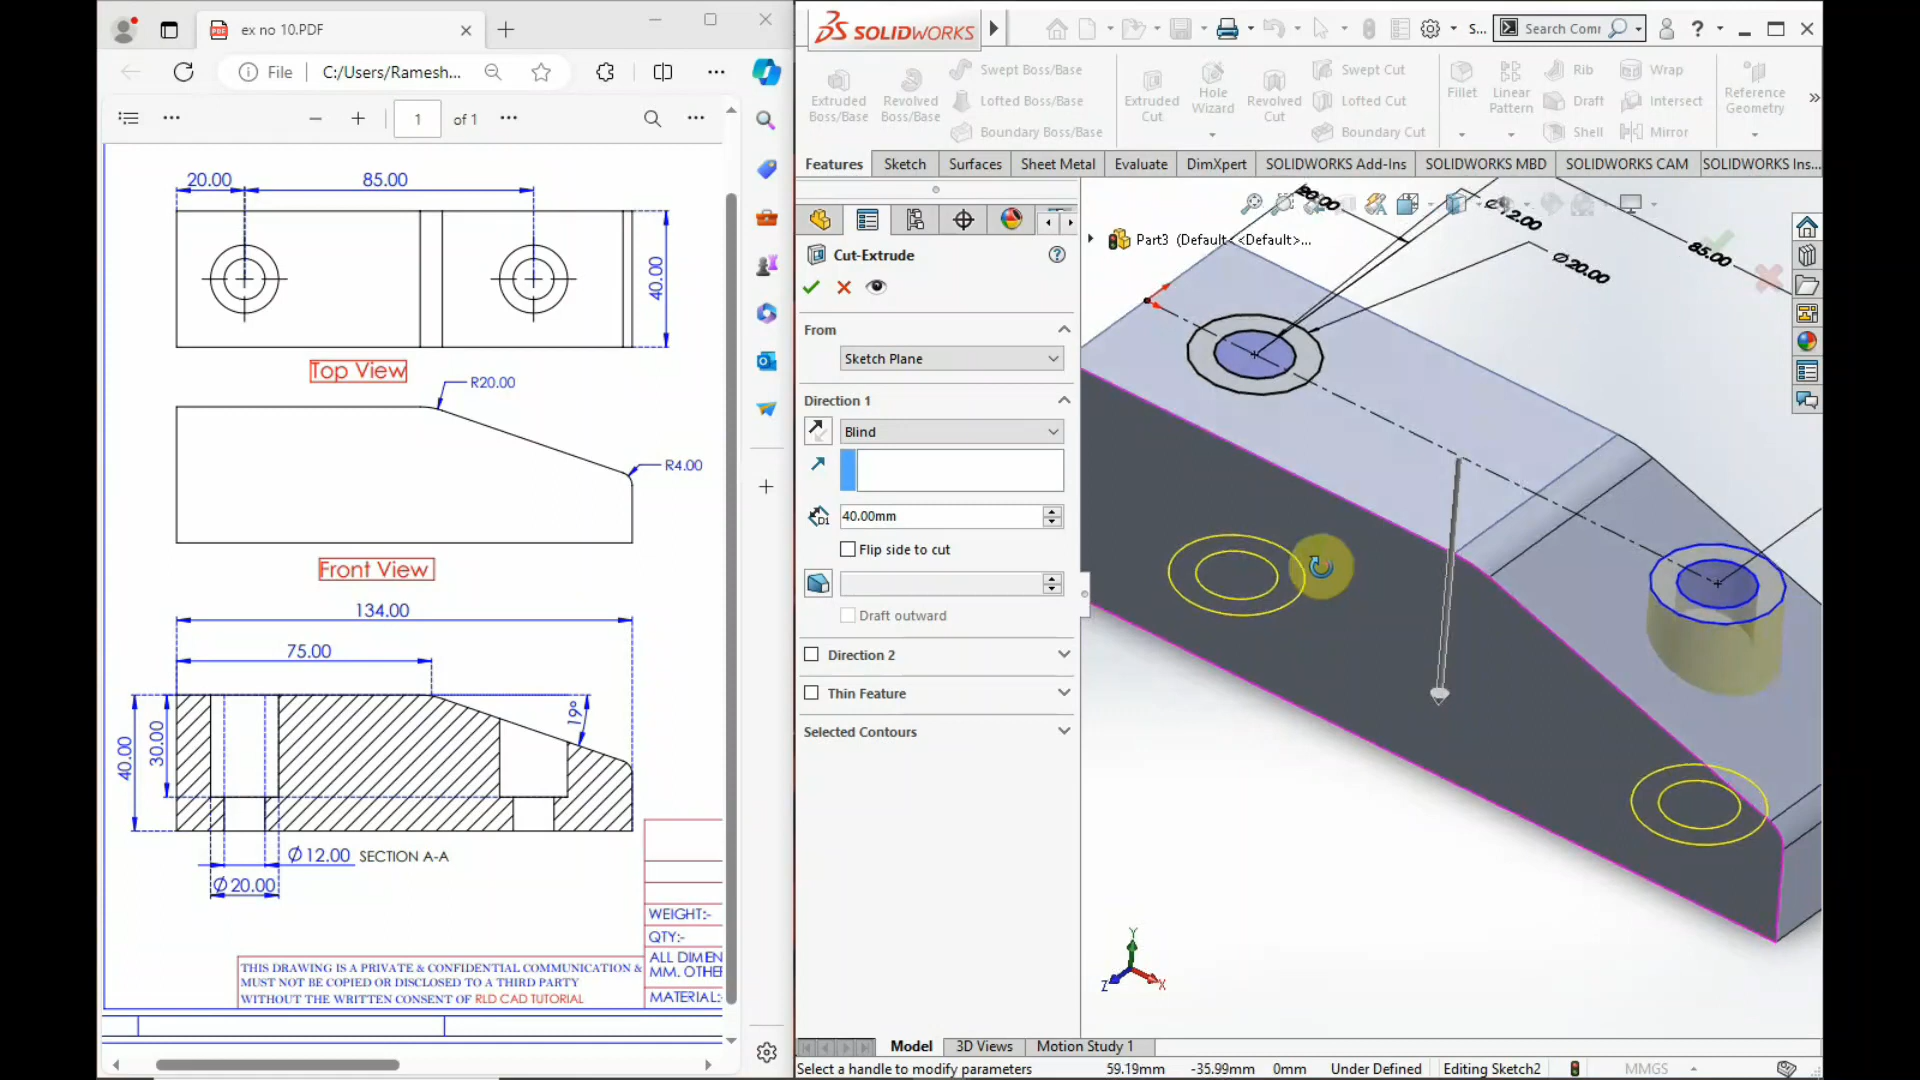 ex no 10.PDF
File
C:/Users/Ramesh...
1
of 1
20.00
85.00
40.00
Top View
R20.00
R4.00
Front View
134.00
75.00
19°
40.00
30.00
Ø12.00
SECTION A-A
Ø20.00
WEIGHT:-
QTY:-
ALL DIMEN
MM. OTHE
MATERIAL:-
THIS DRAWING IS A PRIVATE & CONFIDENTIAL COMMUNICATION &
MUST NOT BE COPIED OR DISCLOSED TO A THIRD PARTY
WITHOUT THE WRITTEN CONSENT OF RLD CAD TUTORIAL
SOLIDWORKS
S...
Search Comr
?
Extruded Boss/Base
Revolved Boss/Base
Swept Boss/Base
Lofted Boss/Base
Boundary Boss/Base
Extruded Cut
Hole Wizard
Revolved Cut
Swept Cut
Lofted Cut
Boundary Cut
Fillet
Linear Pattern
Rib
Draft
Shell
Wrap
Intersect
Mirror
Reference Geometry
Features
Sketch
Surfaces
Sheet Metal
Evaluate
DimXpert
SOLIDWORKS Add-Ins
SOLIDWORKS MBD
SOLIDWORKS CAM
SOLIDWORKS Ins...
Cut-Extrude
From
Sketch Plane
Direction 1
Blind
D1
40.00mm
Flip side to cut
Draft outward
Direction 2
Thin Feature
Selected Contours
Part3 (Default<<Default>...
20.00
Ø12.00
Ø20.00
85.00
Y
Z
X
Model
3D Views
Motion Study 1
Select a handle to modify parameters
59.19mm
-35.99mm
0mm
Under Defined
Editing Sketch2
MMGS